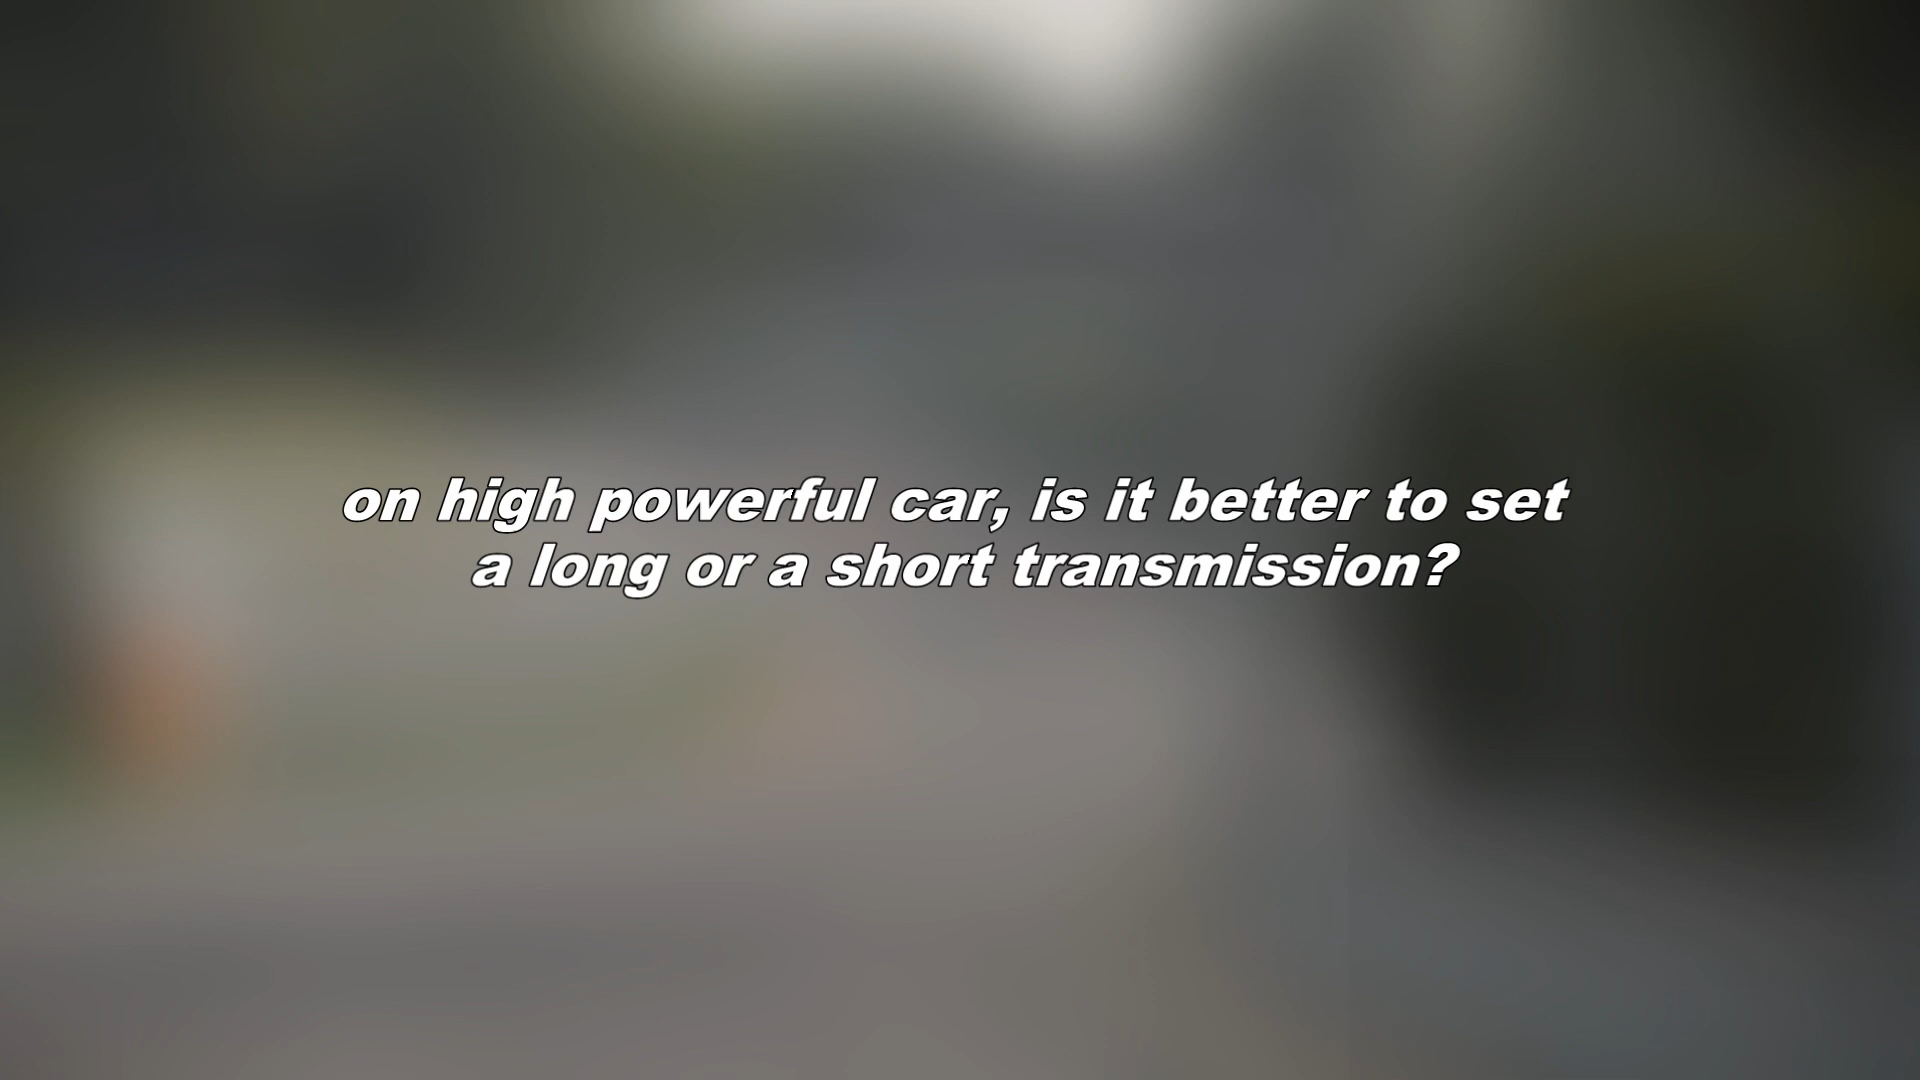 on high powerful car, is it better to set
a long or a short transmission?